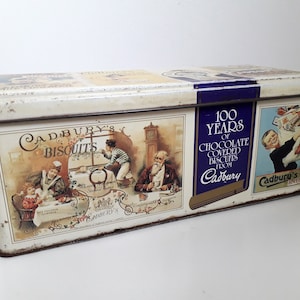 CADBURY'S
BISCUITS
100
YEARS
OF
CHOCOLATE
COVERED
BISCUITS
FROM
Cadbury
Cadbury's